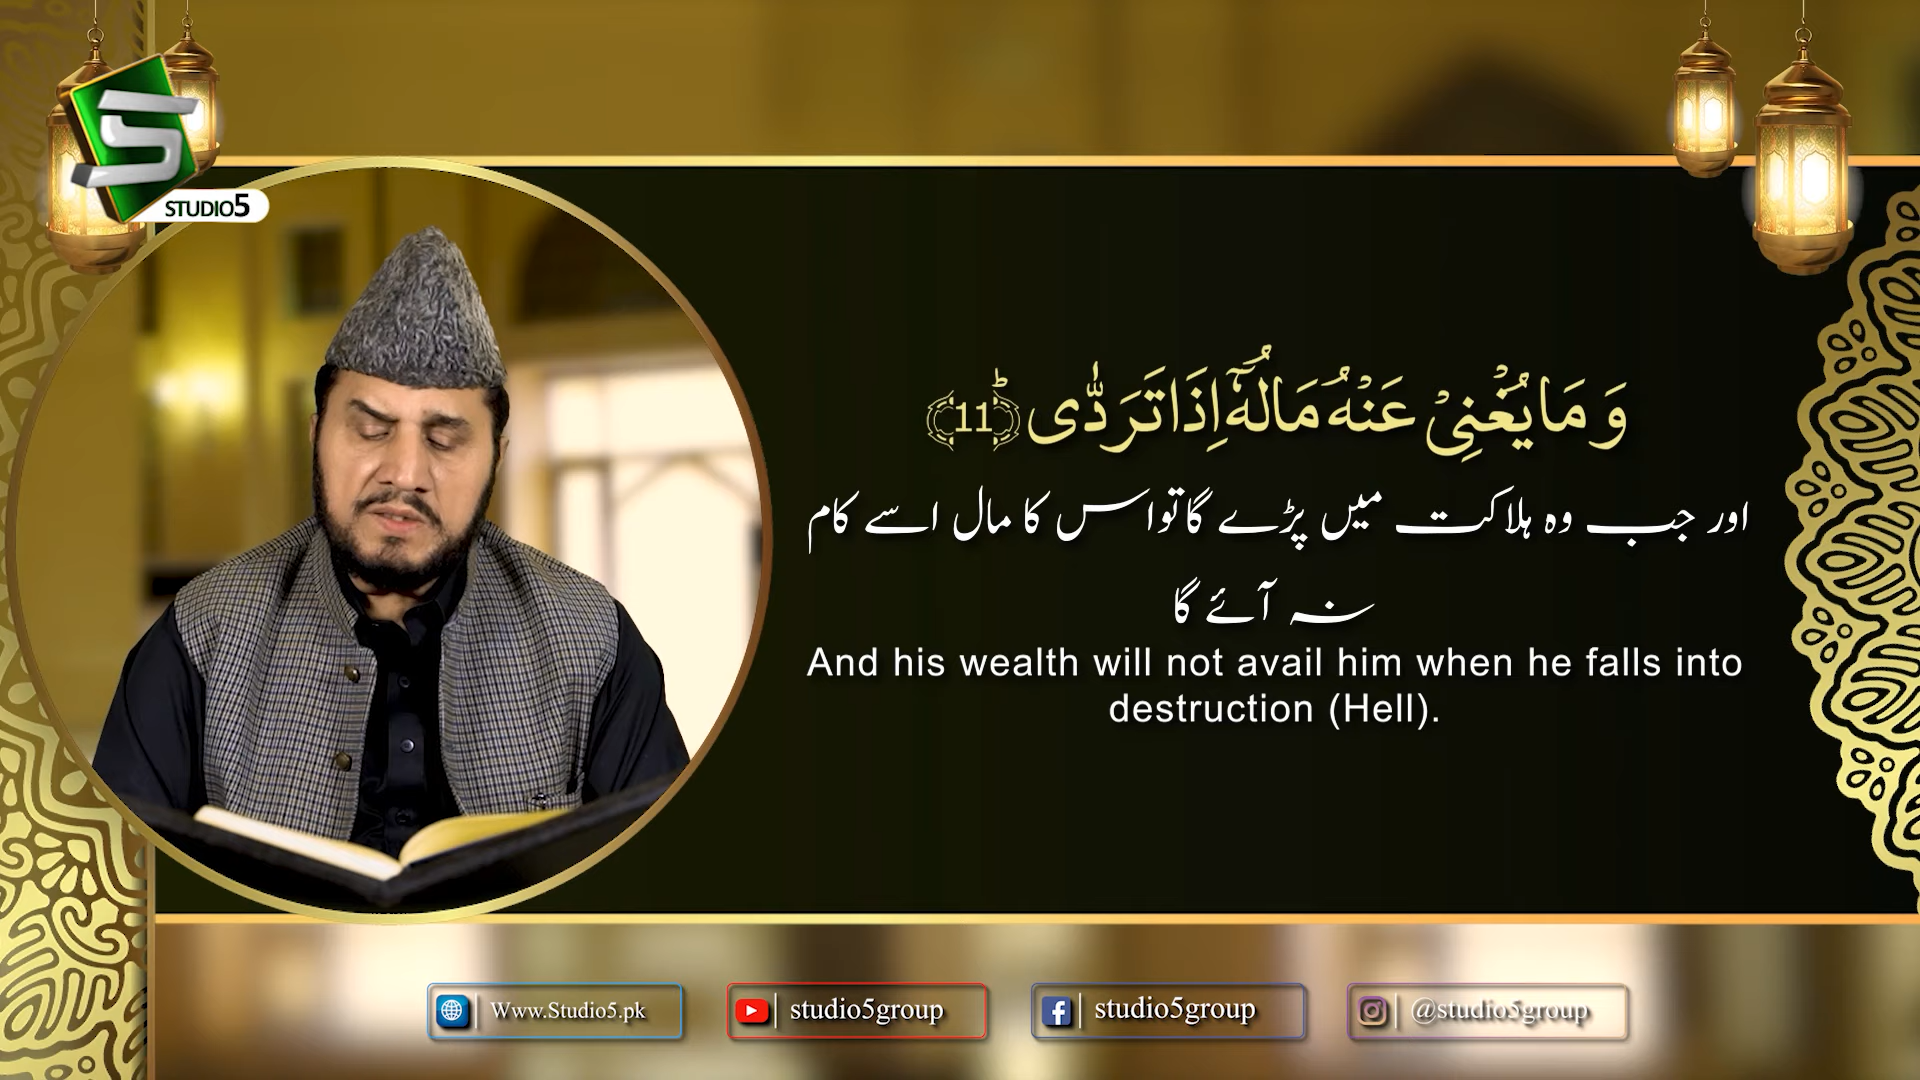 STUDIO5
وَ مَا یُغْنِیْ عَنْهُ مَالُهٗۤ اِذَا تَرَدّٰیؕ ﴿11﴾
اور جب وہ ہلاکت میں پڑے گا تو اس کا مال اسے کام
نہ آئے گا
And his wealth will not avail him when he falls into
destruction (Hell).
Www.Studio5.pk
studio5group
studio5group
@studio5group